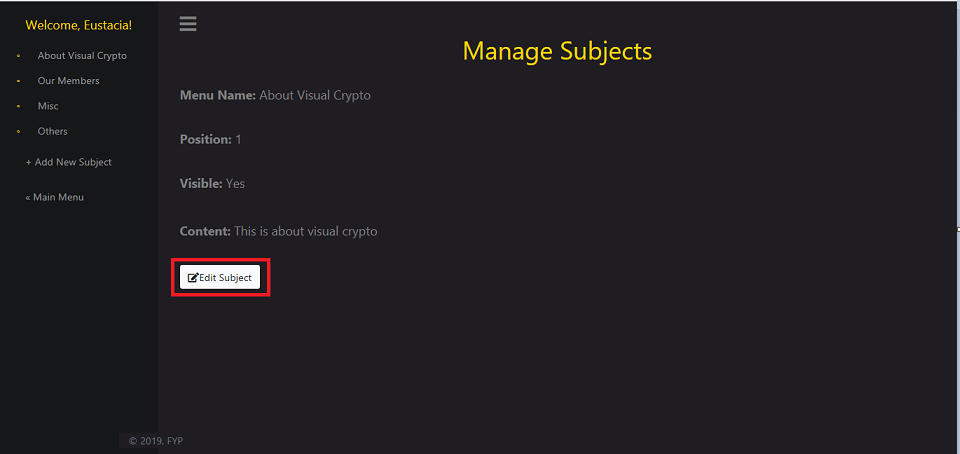 Welcome, Eustacia!
About Visual Crypto
Our Members
Misc
Others
+ Add New Subject
« Main Menu
Manage Subjects
Menu Name: About Visual Crypto
Position: 1
Visible: Yes
Content: This is about visual crypto
Edit Subject
© 2019, FYP